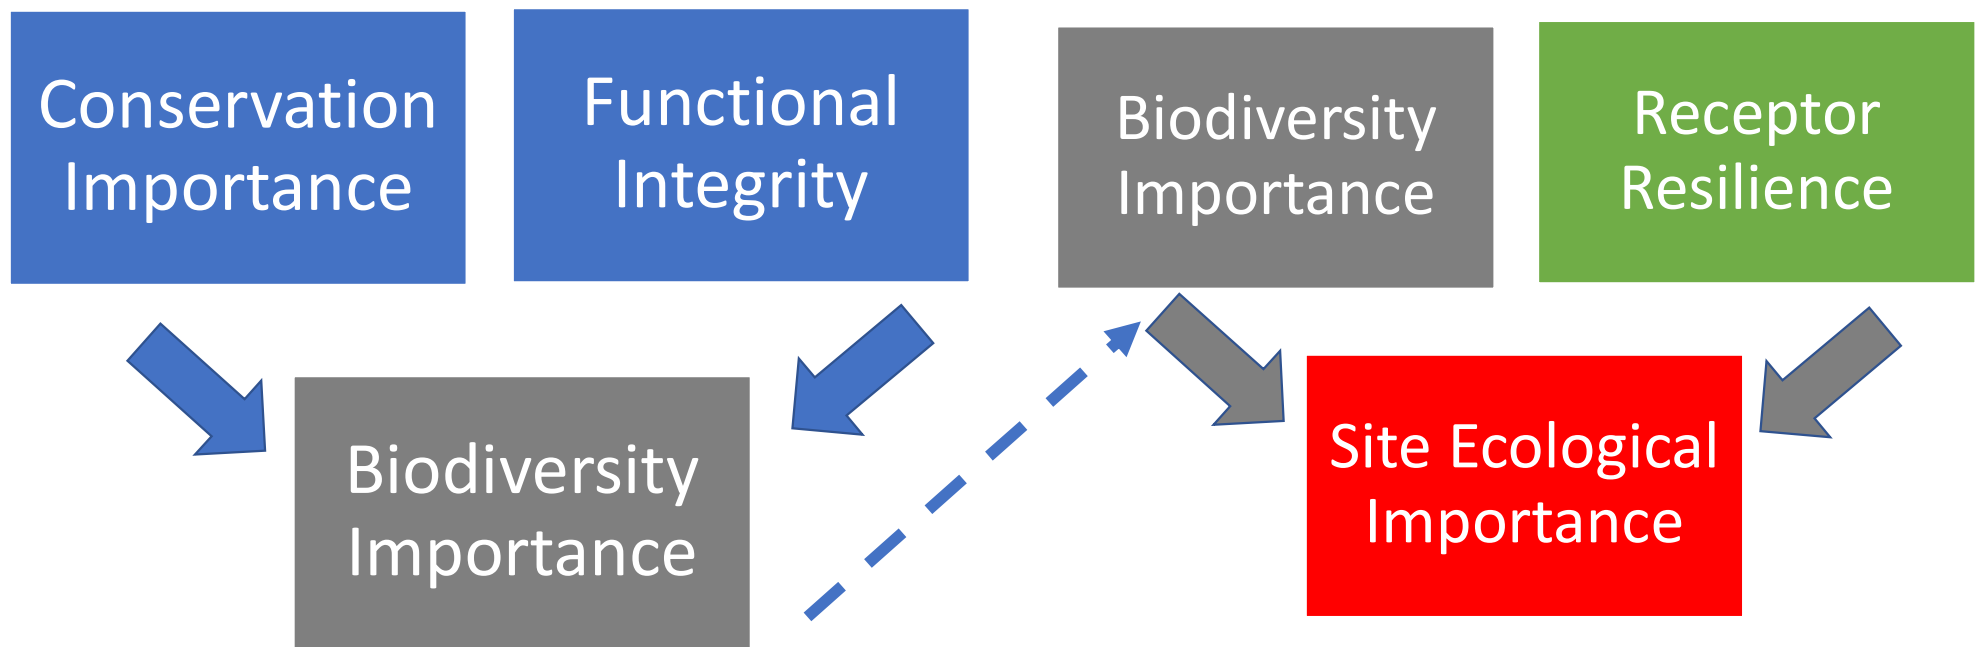 Conservation
Importance
Functional
Integrity
Biodiversity
Importance
Biodiversity
Importance
Receptor
Resilience
Site Ecological
Importance